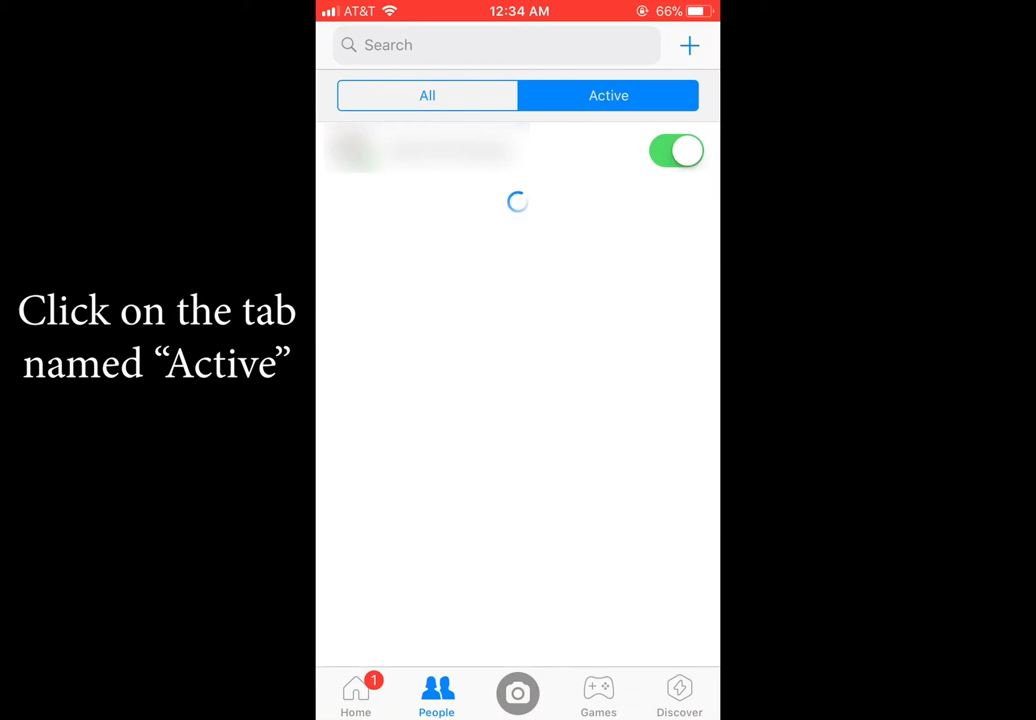 AT&T 12:34 AM 66%
Search
All Active
Click on the tab
named “Active”
1
Home People Games Discover